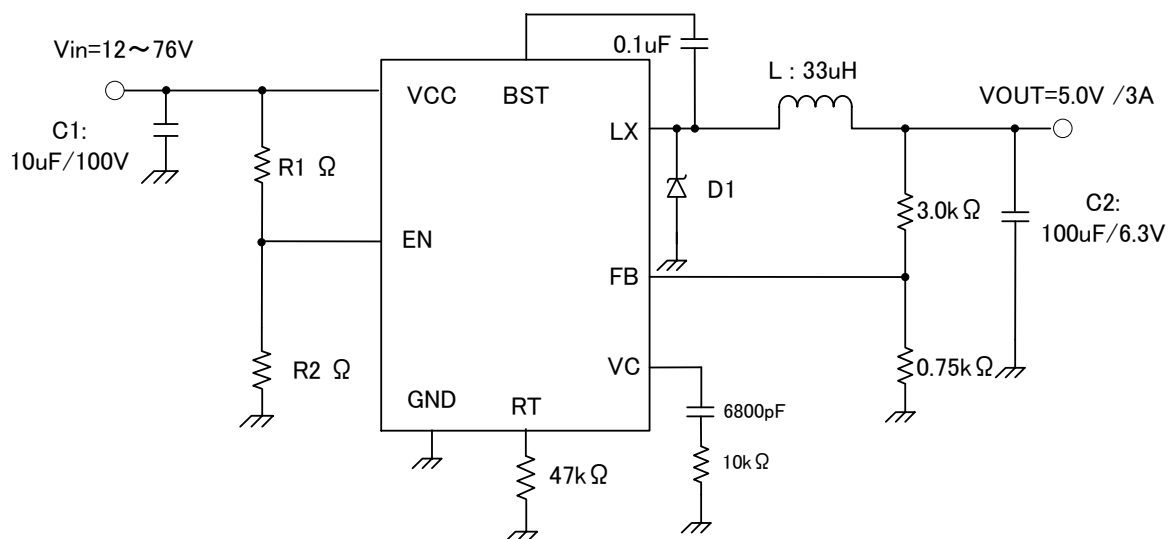 Vin=12～76V
C1:
10uF/100V
R1 Ω
R2 Ω
VCC
BST
LX
EN
FB
VC
GND
RT
0.1uF
L : 33uH
VOUT=5.0V /3A
D1
3.0kΩ
C2:
100uF/6.3V
0.75kΩ
6800pF
10kΩ
47kΩ